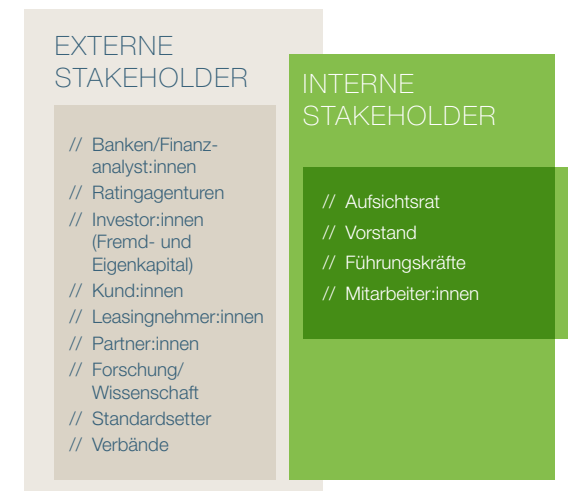 EXTERNE
STAKEHOLDER
// Banken/Finanz-
analyst:innen
// Ratingagenturen
// Investor:innen
(Fremd- und
Eigenkapital)
// Kund:innen
// Leasingnehmer:innen
// Partner:innen
// Forschung/
Wissenschaft
// Standardsetter
// Verbände
INTERNE
STAKEHOLDER
// Aufsichtsrat
// Vorstand
// Führungskräfte
// Mitarbeiter:innen